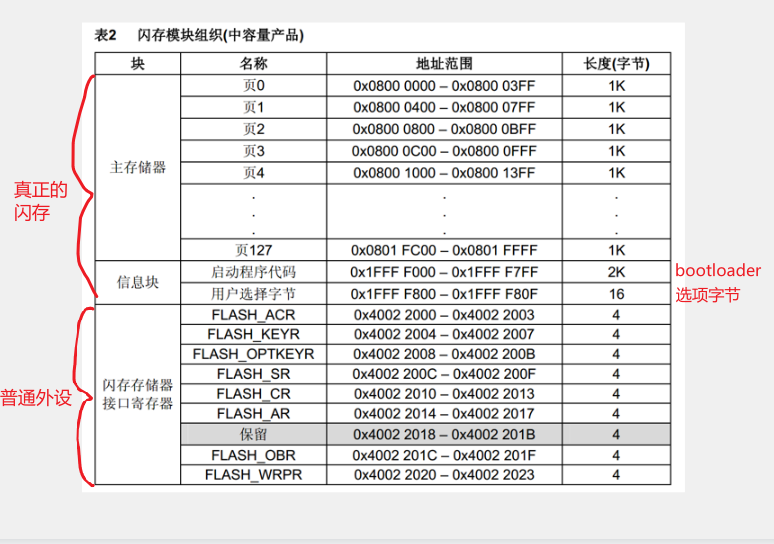 表2 闪存模块组织(中容量产品)
块 名称 地址范围 长度(字节)
主存储器 页0 0x0800 0000 – 0x0800 03FF 1K
页1 0x0800 0400 – 0x0800 07FF 1K
页2 0x0800 0800 – 0x0800 0BFF 1K
页3 0x0800 0C00 – 0x0800 0FFF 1K
页4 0x0800 1000 – 0x0800 13FF 1K
. . .
. . .
. . .
页127 0x0801 FC00 – 0x0801 FFFF 1K
信息块 启动程序代码 0x1FFF F000 – 0x1FFF F7FF 2K
用户选择字节 0x1FFF F800 – 0x1FFF F80F 16
闪存存储器
接口寄存器 FLASH_ACR 0x4002 2000 – 0x4002 2003 4
FLASH_KEYR 0x4002 2004 – 0x4002 2007 4
FLASH_OPTKEYR 0x4002 2008 – 0x4002 200B 4
FLASH_SR 0x4002 200C – 0x4002 200F 4
FLASH_CR 0x4002 2010 – 0x4002 2013 4
FLASH_AR 0x4002 2014 – 0x4002 2017 4
保留 0x4002 2018 – 0x4002 201B 4
FLASH_OBR 0x4002 201C – 0x4002 201F 4
FLASH_WRPR 0x4002 2020 – 0x4002 2023 4
真正的
闪存
普通外设
bootloader
选项字节